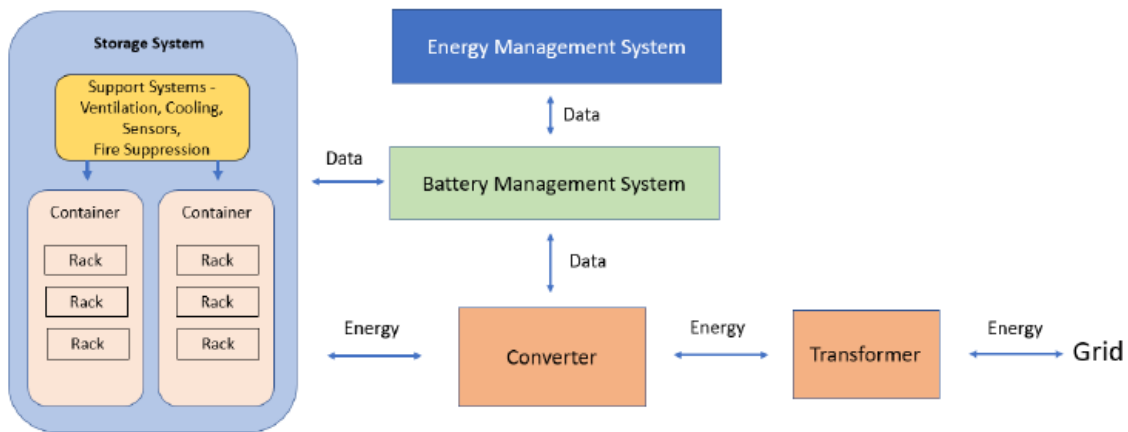 Storage System
Support Systems -
Ventilation, Cooling,
Sensors,
Fire Suppression
Container
Rack
Rack
Rack
Container
Rack
Rack
Rack
Energy Management System
Data
Data
Battery Management System
Data
Energy
Converter
Energy
Transformer
Energy
Grid